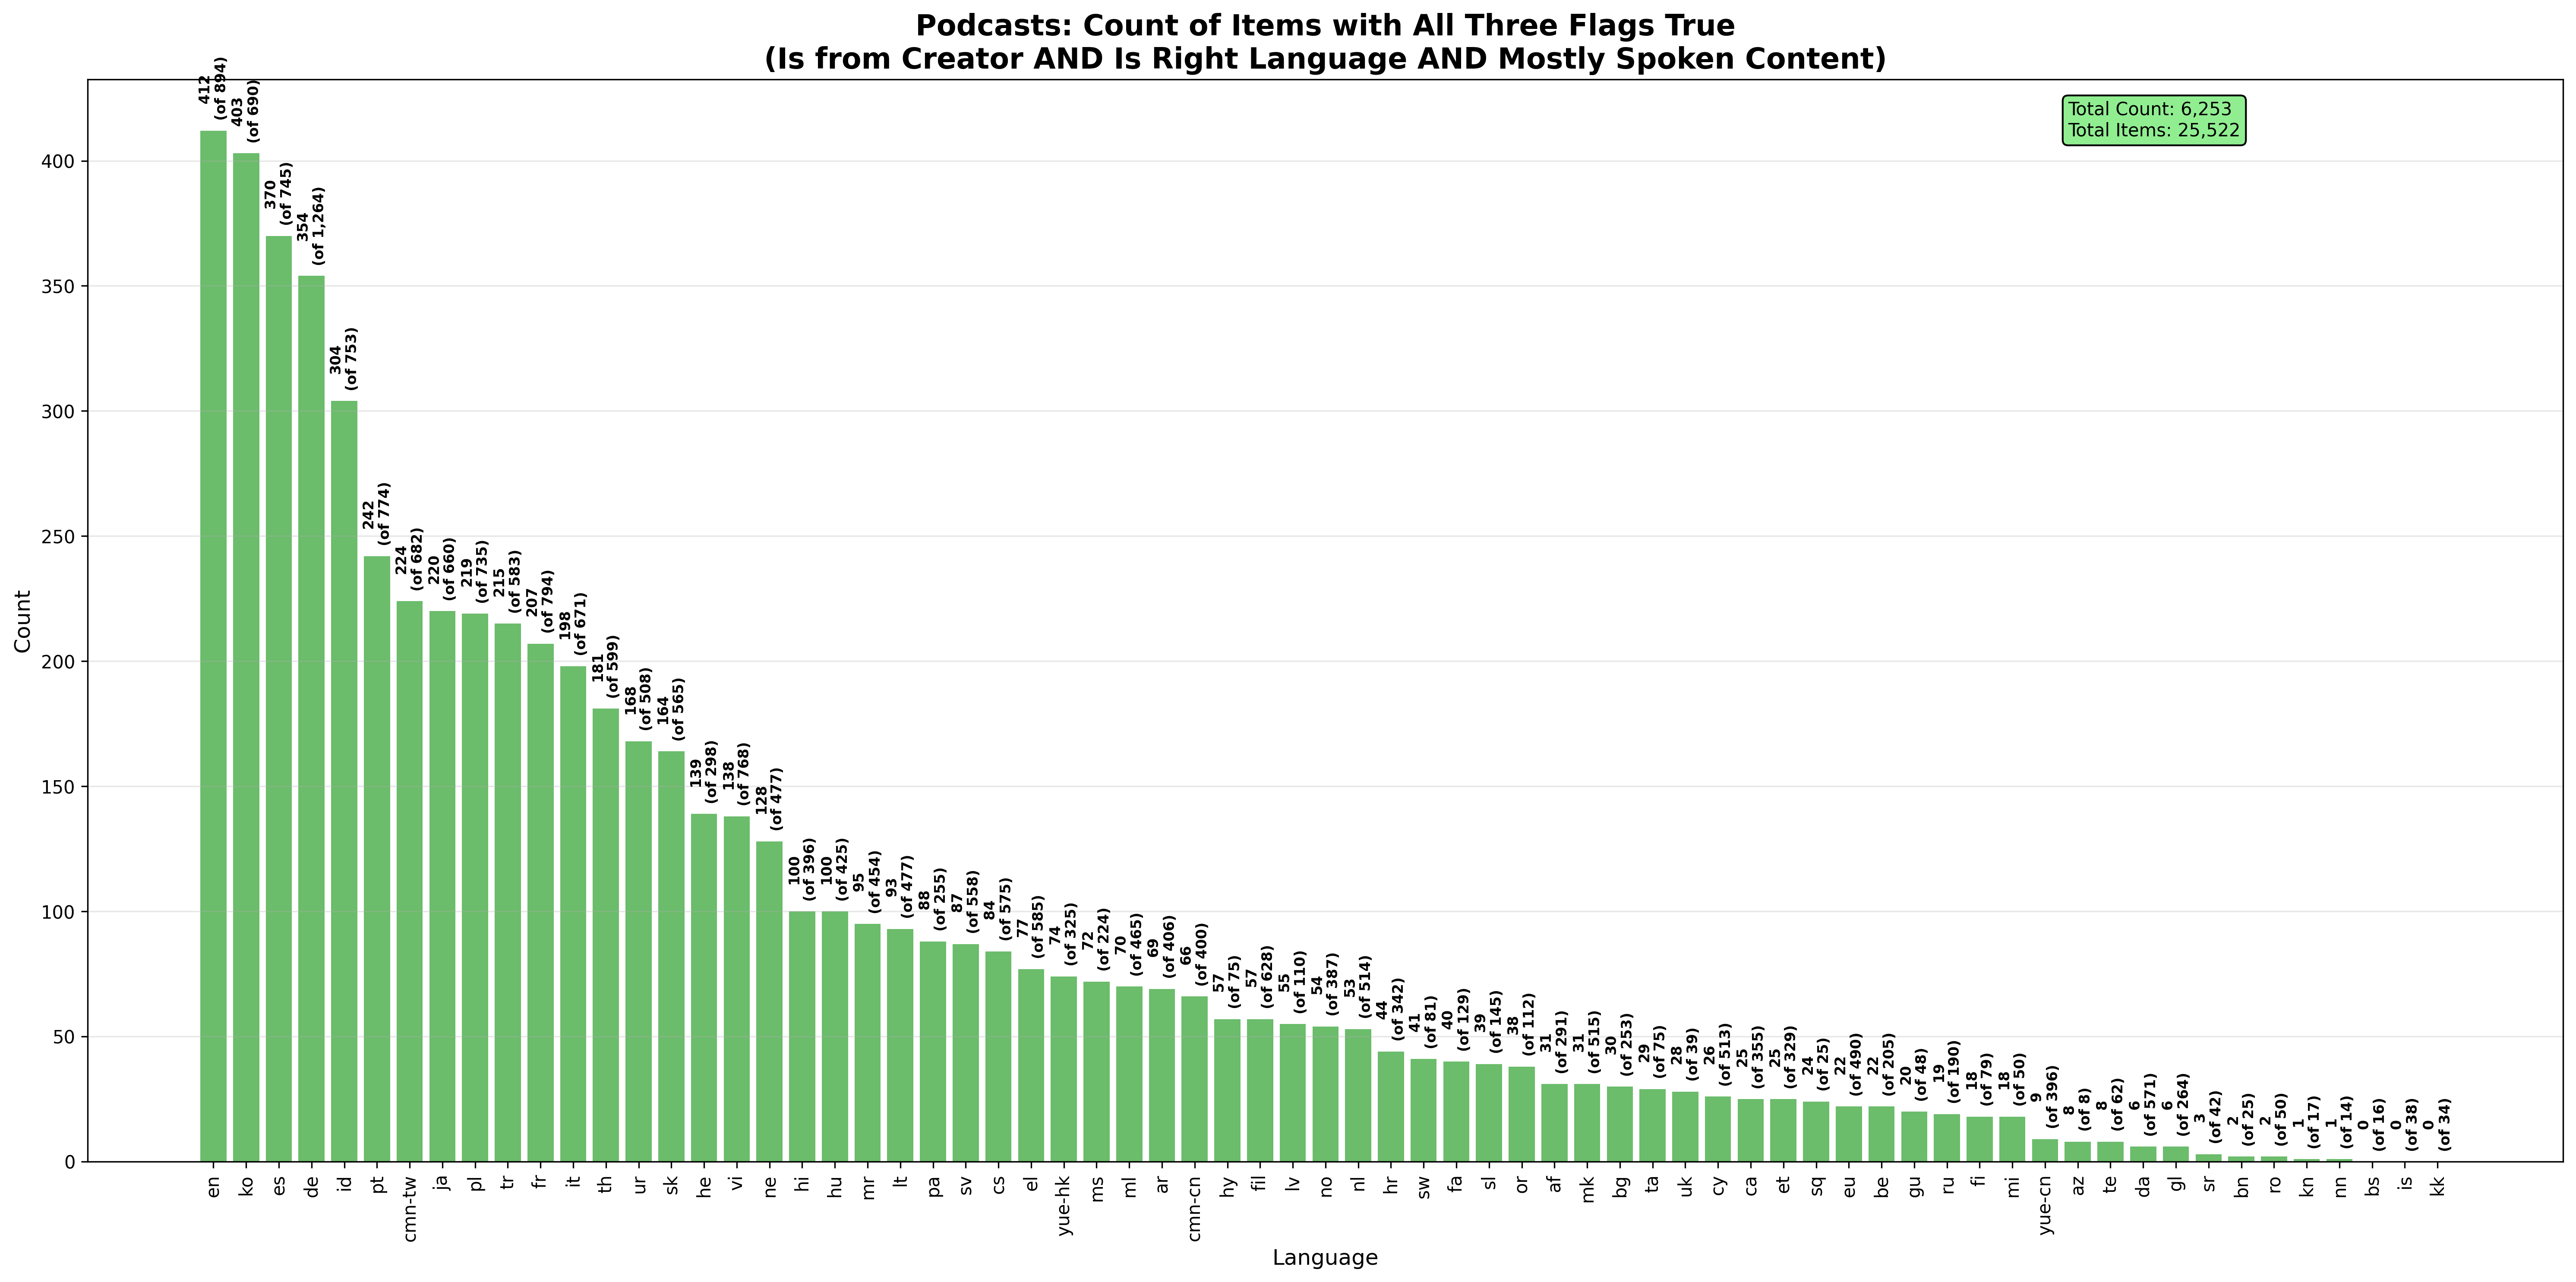 Podcasts: Count of Items with All Three Flags True
(Is from Creator AND Is Right Language AND Mostly Spoken Content)
Total Count: 6,253
Total Items: 25,522
Count
400
350
300
250
200
150
100
50
0
412
(of 894)
403
(of 690)
370
(of 745)
354
(of 1,264)
304
(of 753)
242
(of 774)
224
(of 682)
220
(of 660)
219
(of 735)
215
(of 583)
207
(of 794)
198
(of 671)
181
(of 599)
168
(of 508)
164
(of 565)
139
(of 298)
138
(of 768)
128
(of 477)
100
(of 396)
100
(of 425)
95
(of 454)
93
(of 477)
88
(of 255)
87
(of 558)
84
(of 575)
77
(of 585)
74
(of 325)
72
(of 224)
70
(of 465)
69
(of 406)
66
(of 400)
57
(of 75)
57
(of 628)
55
(of 110)
54
(of 387)
53
(of 514)
44
(of 342)
41
(of 81)
40
(of 129)
39
(of 145)
38
(of 112)
31
(of 291)
31
(of 515)
30
(of 253)
29
(of 75)
28
(of 39)
26
(of 513)
25
(of 355)
25
(of 329)
24
(of 25)
22
(of 490)
22
(of 205)
20
(of 48)
19
(of 190)
18
(of 79)
18
(of 50)
9
(of 396)
8
(of 8)
8
(of 62)
6
(of 571)
6
(of 264)
3
(of 42)
2
(of 25)
2
(of 50)
1
(of 17)
1
(of 14)
0
(of 16)
0
(of 38)
0
(of 34)
en
ko
es
de
id
pt
cmn-tw
ja
pl
tr
fr
it
th
ur
sk
he
vi
ne
hi
hu
mr
lt
pa
sv
cs
el
yue-hk
ms
ml
ar
cmn-cn
hy
fil
lv
no
nl
hr
sw
fa
sl
or
af
mk
bg
ta
uk
cy
ca
et
sq
eu
be
gu
ru
fi
mi
yue-cn
az
te
da
gl
sr
bn
ro
kn
nn
bs
is
kk
Language